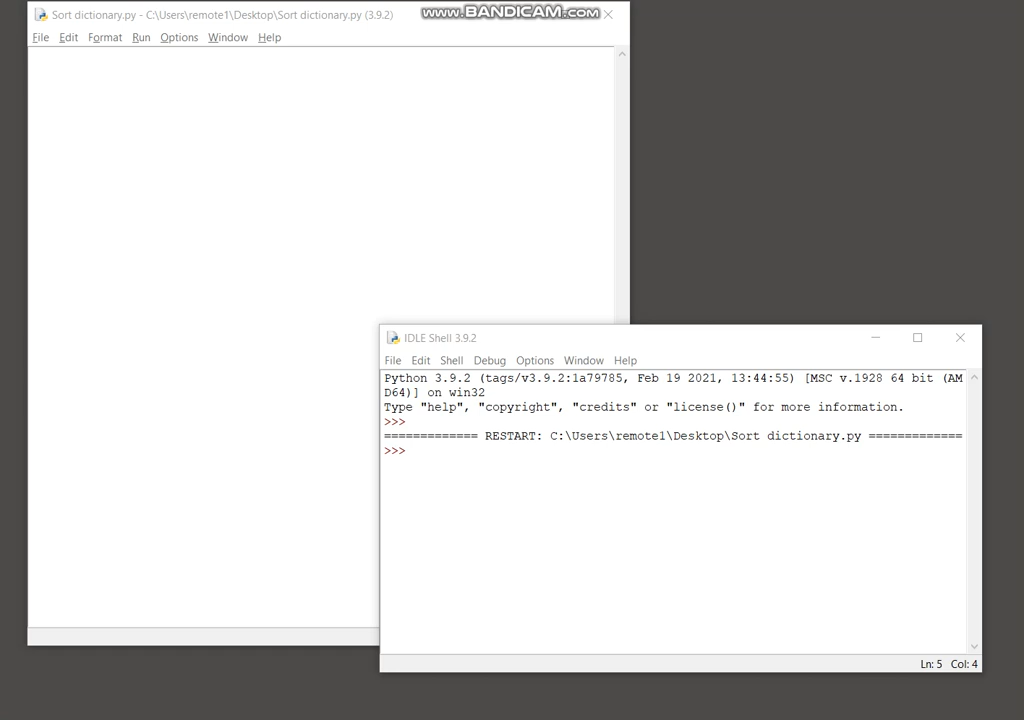 Sort dictionary.py - C:\Users\remote1\Desktop\Sort dictionary.py (3.9.2)
www.BANDICAM.com
File Edit Format Run Options Window Help
IDLE Shell 3.9.2
File Edit Shell Debug Options Window Help
Python 3.9.2 (tags/v3.9.2:1a79785, Feb 19 2021, 13:44:55) [MSC v.1928 64 bit (AM
D64)] on win32
Type "help", "copyright", "credits" or "license()" for more information.
>>>
============= RESTART: C:\Users\remote1\Desktop\Sort dictionary.py =============
>>>
Ln: 5 Col: 4